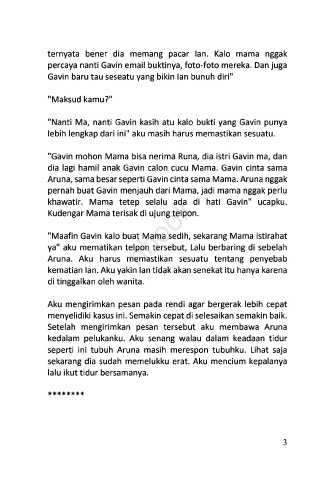 ternyata bener dia memang pacar Ian. Kalo mama nggak
percaya nanti Gavin email buktinya, foto-foto mereka. Dan juga
Gavin baru tau seseatu yang bikin Ian bunuh diri"
"Maksud kamu?"
"Nanti Ma, nanti Gavin kasih atu kalo bukti yang Gavin punya
lebih lengkap dari ini" aku masih harus memastikan sesuatu.
"Gavin mohon Mama bisa nerima Runa, dia istri Gavin ma, dan
dia lagi hamil anak Gavin calon cucu Mama. Gavin cinta sama
Aruna, sama besar seperti Gavin cinta sama Mama. Aruna nggak
pernah buat Gavin menjauh dari Mama, jadi mama nggak perlu
khawatir. Mama tetep selalu ada di hati Gavin" ucapku.
Kudengar Mama terisak di ujung telpon.
"Maafin Gavin kalo buat Mama sedih, sekarang Mama istirahat
ya" aku mematikan telpon tersebut, Lalu berbaring di sebelah
Aruna. Aku harus memastikan sesuatu tentang penyebab
kematian Ian. Aku yakin Ian tidak akan senekat itu hanya karena
di tinggalkan oleh wanita.
Aku mengirimkan pesan pada rendi agar bergerak lebih cepat
menyelidiki kasus ini. Semakin cepat di selesaikan semakin baik.
Setelah mengirimkan pesan tersebut aku membawa Aruna
kedalam pelukanku. Aku senang walau dalam keadaan tidur
seperti ini tubuh Aruna masih merespon tubuhku. Lihat saja
sekarang dia sudah memelukku erat. Aku mencium kepalanya
lalu ikut tidur bersamanya.
********
3